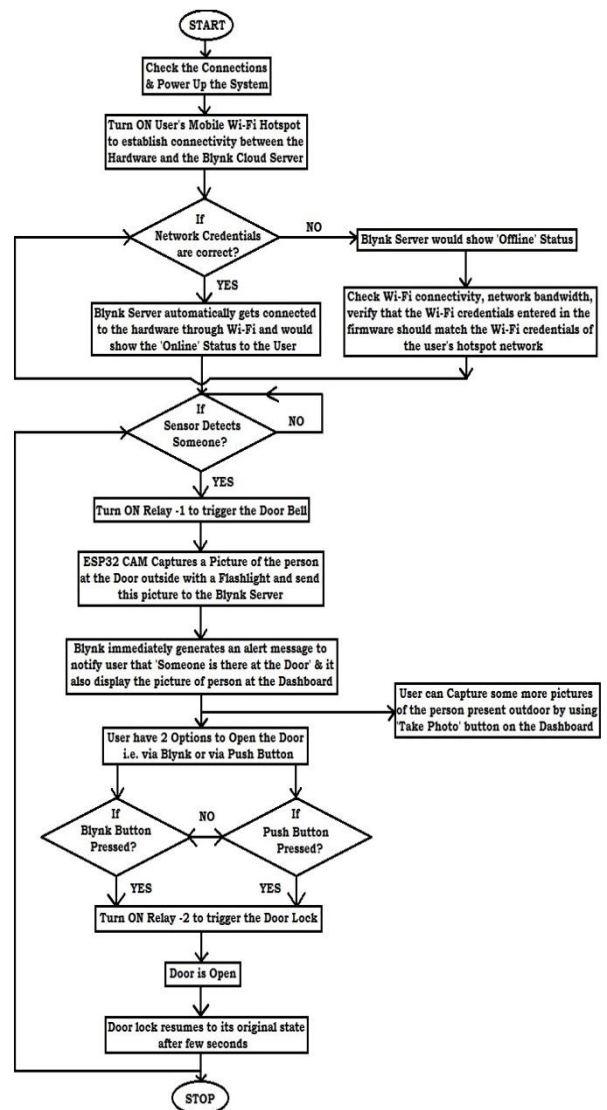 START
Check the Connections
& Power Up the System
Turn ON User's Mobile Wi-Fi Hotspot
to establish connectivity between the
Hardware and the Blynk Cloud Server
If
Network Credentials
are correct?
NO
Blynk Server would show 'Offline' Status
YES
Check Wi-Fi connectivity, network bandwidth,
verify that the Wi-Fi credentials entered in the
firmware should match the Wi-Fi credentials of
the user's hotspot network
Blynk Server automatically gets connected
to the hardware through Wi-Fi and would
show the 'Online' Status to the User
If
Sensor Detects
Someone?
NO
YES
Turn ON Relay -1 to trigger the Door Bell
ESP32 CAM Captures a Picture of the person
at the Door outside with a Flashlight and send
this picture to the Blynk Server
Blynk immediately generates an alert message to
notify user that 'Someone is there at the Door' & it
also display the picture of person at the Dashboard
User can Capture some more pictures
of the person present outdoor by using
'Take Photo' button on the Dashboard
User have 2 Options to Open the Door
i.e. via Blynk or via Push Button
If
Blynk Button
Pressed?
NO
If
Push Button
Pressed?
YES
YES
Turn ON Relay -2 to trigger the Door Lock
Door is Open
Door lock resumes to its original state
after few seconds
STOP